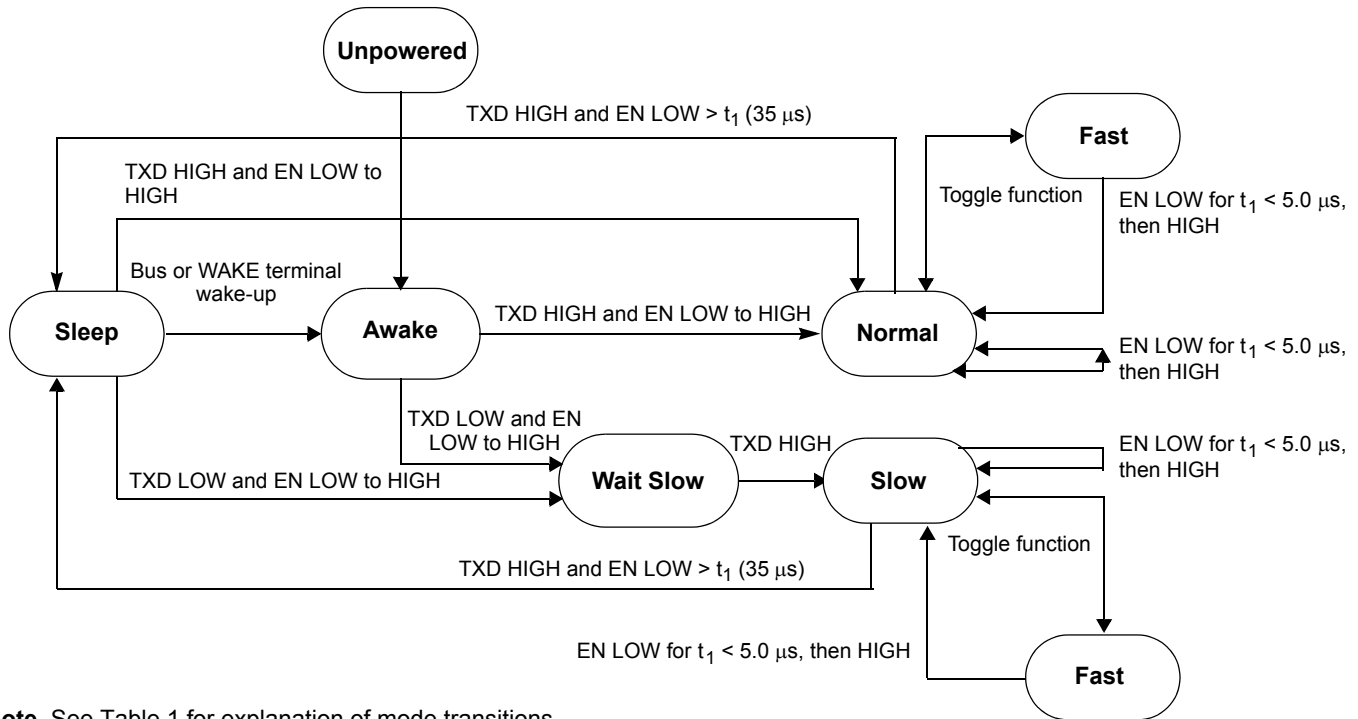 Unpowered
TXD HIGH and EN LOW > t1 (35 μs)
Fast
TXD HIGH and EN LOW to
HIGH
Toggle function
EN LOW for t1 < 5.0 μs,
then HIGH
Bus or WAKE terminal
wake-up
Sleep
Awake
TXD HIGH and EN LOW to HIGH
Normal
EN LOW for t1 < 5.0 μs,
then HIGH
TXD LOW and EN
LOW to HIGH
TXD LOW and EN LOW to HIGH
Wait Slow
TXD HIGH
Slow
EN LOW for t1 < 5.0 μs,
then HIGH
Toggle function
TXD HIGH and EN LOW > t1 (35 μs)
EN LOW for t1 < 5.0 μs, then HIGH
Fast
See Table 1 for explanation of mode transitions